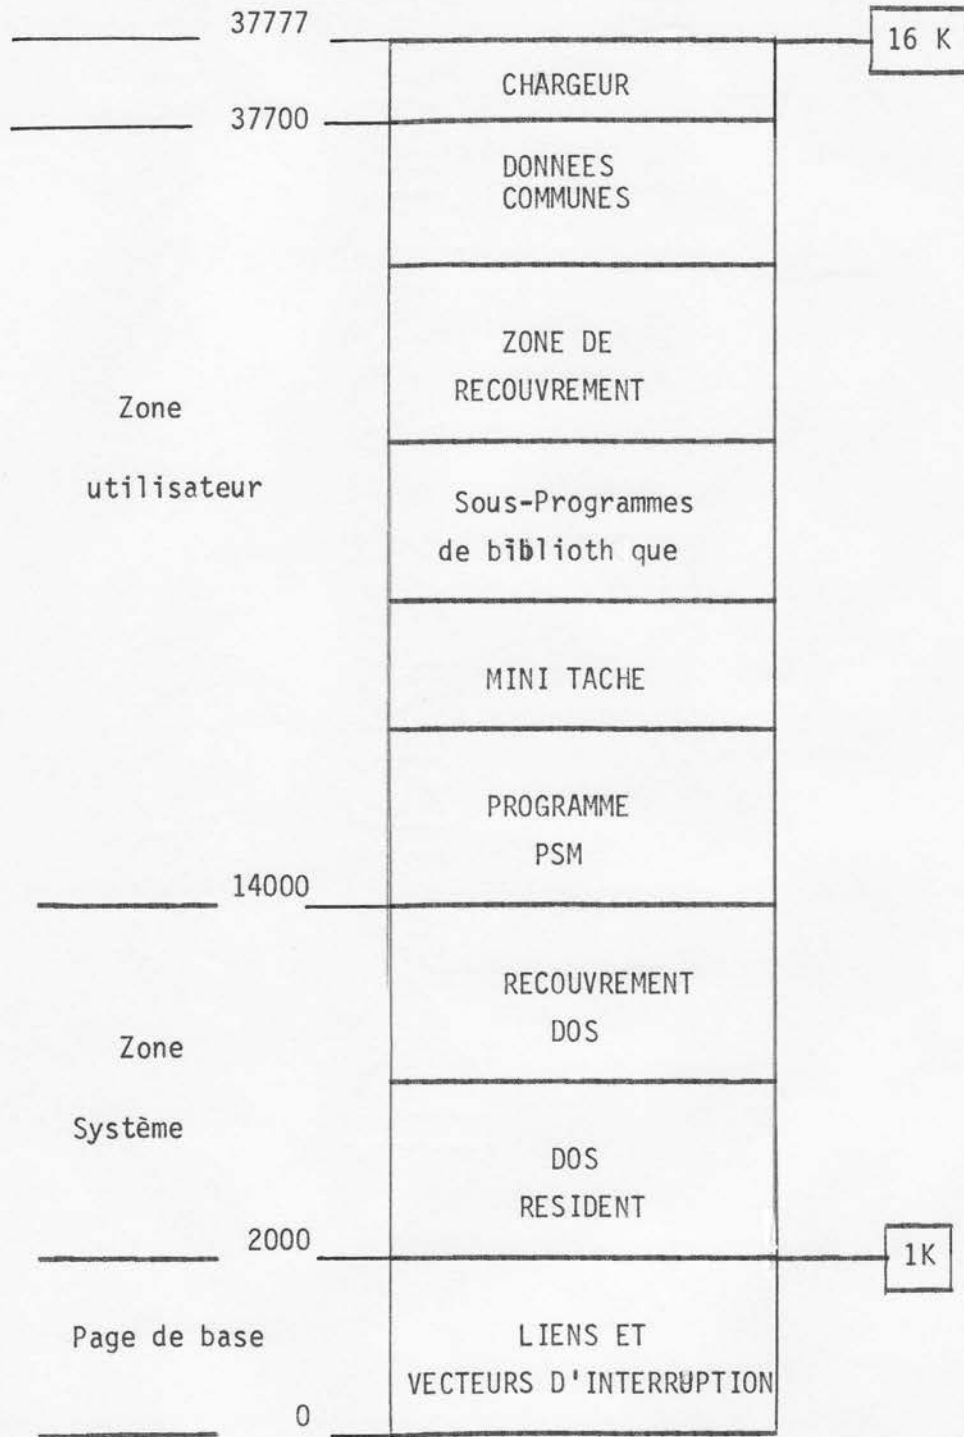 37777
16 K
CHARGEUR
37700
DONNEES
COMMUNES
ZONE DE
RECOUVREMENT
Zone
utilisateur
Sous-Programmes
de biblioth que
MINI TACHE
PROGRAMME
PSM
14000
RECOUVREMENT
DOS
Zone
Système
DOS
RESIDENT
2000
1K
Page de base
LIENS ET
VECTEURS D'INTERRUPTION
0